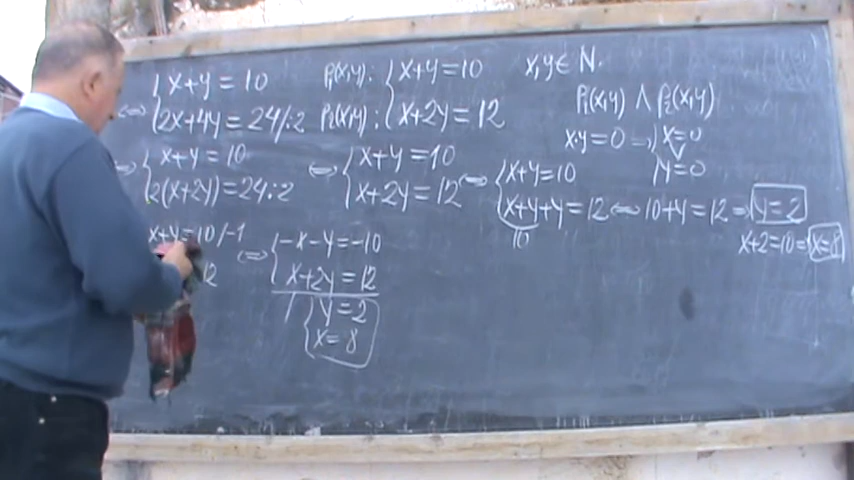 ⇔ { x+y = 10
2x+4y = 24/:2
P₁(x,y): { x+y = 10
P₂(x,y): x+2y = 12
x,y ∈ N.
P₁(x,y) ∧ P₂(x,y)
x·y=0 ⇒ { x=0
∨
y=0
⇔ { x+y = 10
2(x+2y) = 24:2
⇔ { x+y = 10
x+2y = 12
⇔ { x+y = 10
x+y+y = 12 ⇔ 10+y = 12 ⇒ y=2
10
x+2=10 ⇒ x=8
x+y=10 /-1
12
⇔ { -x-y = -10
x+2y = 12
{ y = 2
x = 8